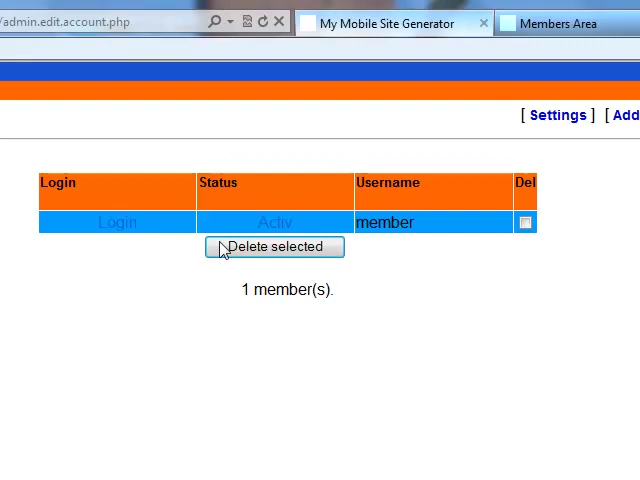 /admin.edit.account.php
My Mobile Site Generator
Members Area
[ Settings ] [ Add
Login Status Username Del
Login Activ member
Delete selected
1 member(s).